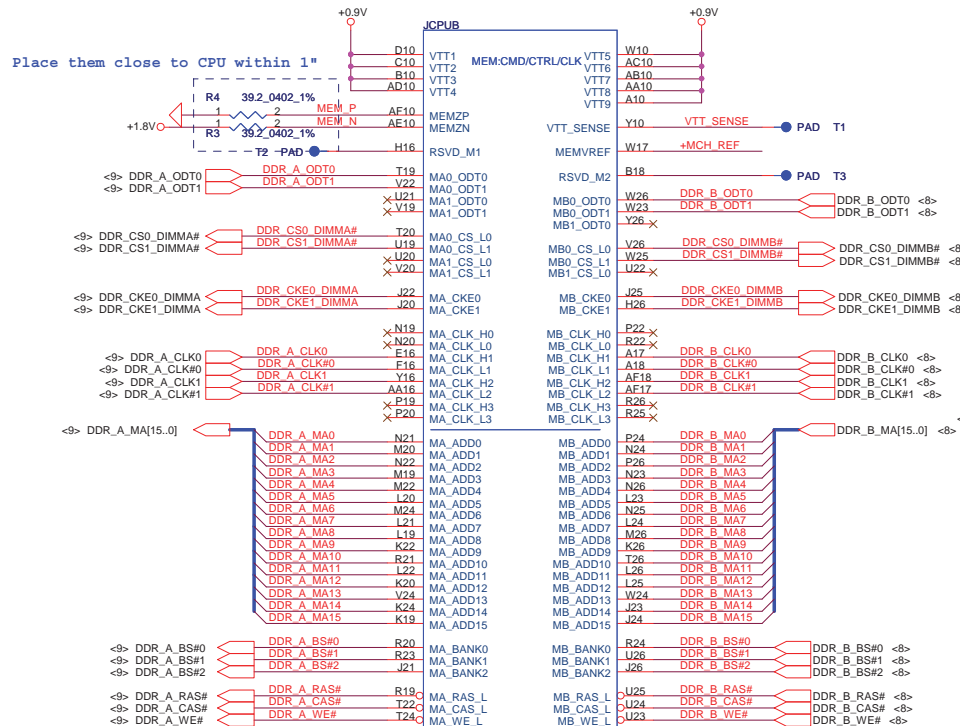 +0.9V +0.9V
JCPUB
Place them close to CPU within 1"
MEM:CMD/CTRL/CLK
D10 VTT1 VTT5 W10
C10 VTT2 VTT6 AC10
B10 VTT3 VTT7 AB10
AD10 VTT4 VTT8 AA10
VTT9 A10
R4 39.2_0402_1%
1 2 MEM_P AF10 MEMZP
+1.8V 1 2 MEM_N AE10 MEMZN VTT_SENSE Y10 VTT_SENSE PAD T1
R3 39.2_0402_1%
T2 PAD H16 RSVD_M1 MEMVREF W17 +MCH_REF
<9> DDR_A_ODT0 DDR_A_ODT0 T19 MA0_ODT0 RSVD_M2 B18 PAD T3
<9> DDR_A_ODT1 DDR_A_ODT1 V22 MA0_ODT1
U21 MA1_ODT0 MB0_ODT0 W26 DDR_B_ODT0 DDR_B_ODT0 <8>
V19 MA1_ODT1 MB0_ODT1 W23 DDR_B_ODT1 DDR_B_ODT1 <8>
MB1_ODT0 Y26
<9> DDR_CS0_DIMMA# DDR_CS0_DIMMA# T20 MA0_CS_L0
<9> DDR_CS1_DIMMA# DDR_CS1_DIMMA# U19 MA0_CS_L1 MB0_CS_L0 V26 DDR_CS0_DIMMB# DDR_CS0_DIMMB# <8
U20 MA1_CS_L0 MB0_CS_L1 W25 DDR_CS1_DIMMB# DDR_CS1_DIMMB# <8
V20 MA1_CS_L1 MB1_CS_L0 U22
<9> DDR_CKE0_DIMMA DDR_CKE0_DIMMA J22 MA_CKE0 MB_CKE0 J25 DDR_CKE0_DIMMB DDR_CKE0_DIMMB <8
<9> DDR_CKE1_DIMMA DDR_CKE1_DIMMA J20 MA_CKE1 MB_CKE1 H26 DDR_CKE1_DIMMB DDR_CKE1_DIMMB <8
N19 MA_CLK_H0 MB_CLK_H0 P22
N20 MA_CLK_L0 MB_CLK_L0 R22
<9> DDR_A_CLK0 DDR_A_CLK0 E16 MA_CLK_H1 MB_CLK_H1 A17 DDR_B_CLK0 DDR_B_CLK0 <8>
<9> DDR_A_CLK#0 DDR_A_CLK#0 F16 MA_CLK_L1 MB_CLK_L1 A18 DDR_B_CLK#0 DDR_B_CLK#0 <8>
<9> DDR_A_CLK1 DDR_A_CLK1 Y16 MA_CLK_H2 MB_CLK_H2 AF18 DDR_B_CLK1 DDR_B_CLK1 <8>
<9> DDR_A_CLK#1 DDR_A_CLK#1 AA16 MA_CLK_L2 MB_CLK_L2 AF17 DDR_B_CLK#1 DDR_B_CLK#1 <8>
P19 MA_CLK_H3 MB_CLK_H3 R26
P20 MA_CLK_L3 MB_CLK_L3 R25
<9> DDR_A_MA[15..0] DDR_B_MA[15..0] <8>
DDR_A_MA0 N21 MA_ADD0 MB_ADD0 P24 DDR_B_MA0
DDR_A_MA1 M20 MA_ADD1 MB_ADD1 N24 DDR_B_MA1
DDR_A_MA2 N22 MA_ADD2 MB_ADD2 P26 DDR_B_MA2
DDR_A_MA3 M19 MA_ADD3 MB_ADD3 N23 DDR_B_MA3
DDR_A_MA4 M22 MA_ADD4 MB_ADD4 N26 DDR_B_MA4
DDR_A_MA5 L20 MA_ADD5 MB_ADD5 L23 DDR_B_MA5
DDR_A_MA6 M24 MA_ADD6 MB_ADD6 N25 DDR_B_MA6
DDR_A_MA7 L21 MA_ADD7 MB_ADD7 L24 DDR_B_MA7
DDR_A_MA8 L19 MA_ADD8 MB_ADD8 M26 DDR_B_MA8
DDR_A_MA9 K22 MA_ADD9 MB_ADD9 K26 DDR_B_MA9
DDR_A_MA10 R21 MA_ADD10 MB_ADD10 T26 DDR_B_MA10
DDR_A_MA11 L22 MA_ADD11 MB_ADD11 L26 DDR_B_MA11
DDR_A_MA12 K20 MA_ADD12 MB_ADD12 L25 DDR_B_MA12
DDR_A_MA13 V24 MA_ADD13 MB_ADD13 W24 DDR_B_MA13
DDR_A_MA14 K24 MA_ADD14 MB_ADD14 J23 DDR_B_MA14
DDR_A_MA15 K19 MA_ADD15 MB_ADD15 J24 DDR_B_MA15
<9> DDR_A_BS#0 DDR_A_BS#0 R20 MA_BANK0 MB_BANK0 R24 DDR_B_BS#0 DDR_B_BS#0 <8>
<9> DDR_A_BS#1 DDR_A_BS#1 R23 MA_BANK1 MB_BANK1 U26 DDR_B_BS#1 DDR_B_BS#1 <8>
<9> DDR_A_BS#2 DDR_A_BS#2 J21 MA_BANK2 MB_BANK2 J26 DDR_B_BS#2 DDR_B_BS#2 <8>
<9> DDR_A_RAS# DDR_A_RAS# R19 MA_RAS_L MB_RAS_L U25 DDR_B_RAS# DDR_B_RAS# <8>
<9> DDR_A_CAS# DDR_A_CAS# T22 MA_CAS_L MB_CAS_L U24 DDR_B_CAS# DDR_B_CAS# <8>
<9> DDR_A_WE# DDR_A_WE# T24 MA_WE_L MB_WE_L U23 DDR_B_WE# DDR_B_WE# <8>